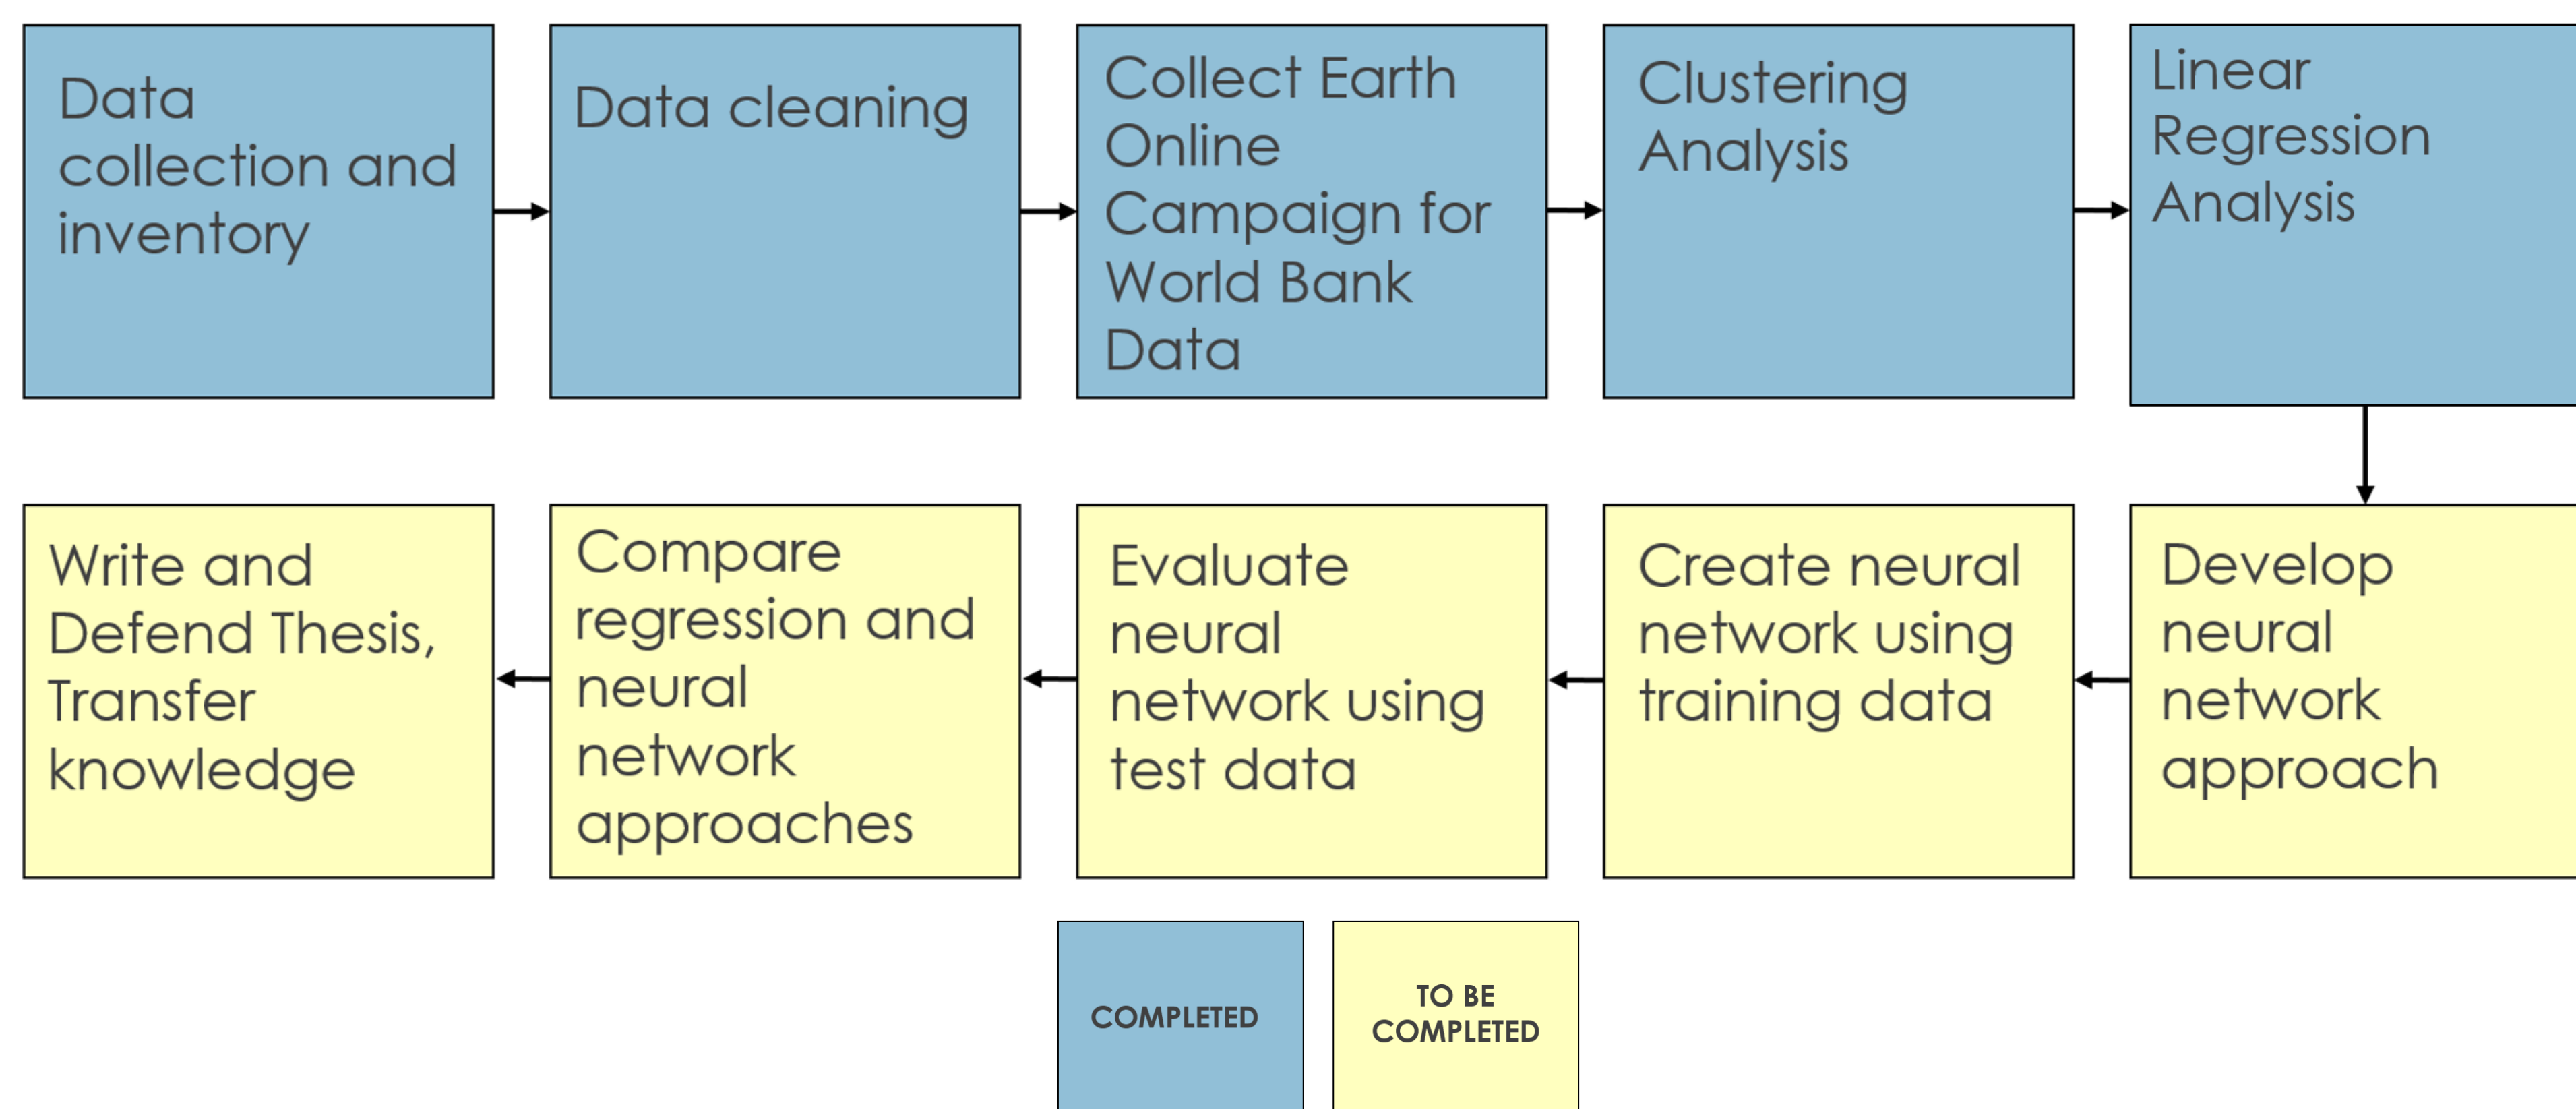 Data
collection and
inventory
Data cleaning
Collect Earth
Online
Campaign for
World Bank
Data
Clustering
Analysis
Linear
Regression
Analysis
Develop
neural
network
approach
Create neural
network using
training data
Evaluate
neural
network using
test data
Compare
regression and
neural
network
approaches
Write and
Defend Thesis,
Transfer
knowledge
COMPLETED
TO BE
COMPLETED